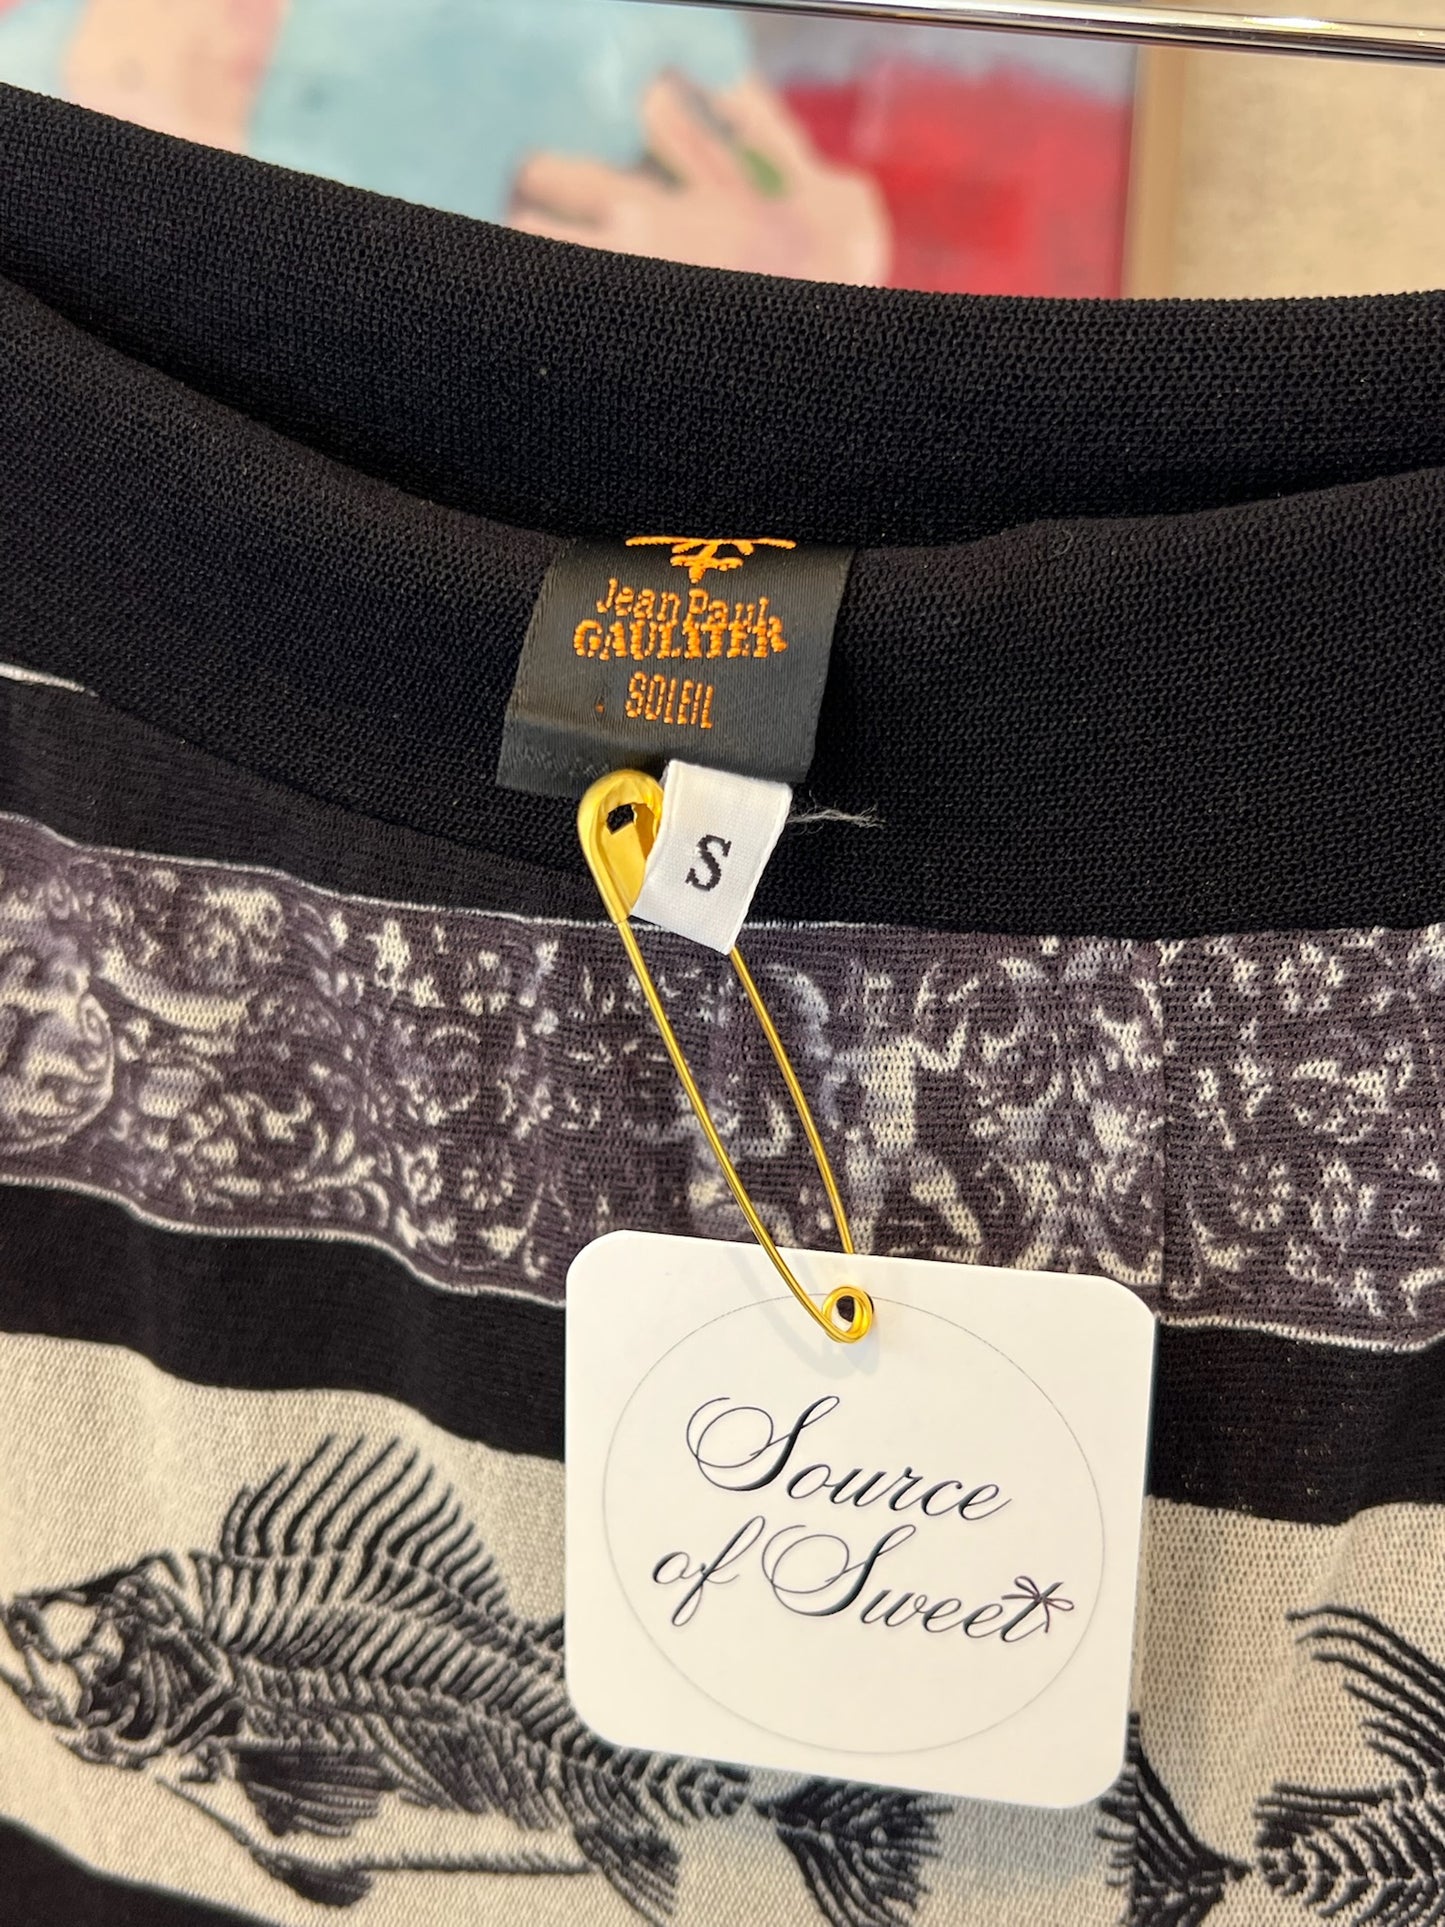 Jean Paul
GAULTIER
SOLEIL
S
Source
of Sweet